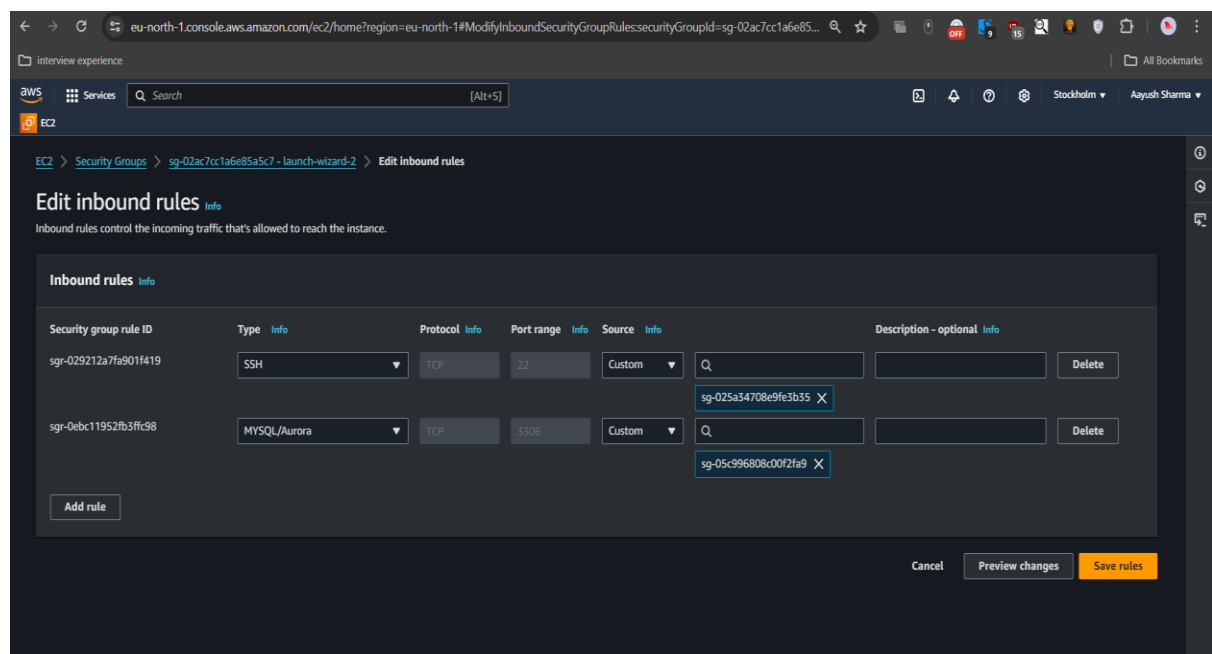 eu-north-1.console.aws.amazon.com/ec2/home?region=eu-north-1#ModifyInboundSecurityGroupRules:securityGroupId=sg-02ac7cc1a6e85...
OFF 9 15
interview experience All Bookmarks
aws Services Search [Alt+S] Stockholm Aayush Sharma
EC2
EC2 > Security Groups > sg-02ac7cc1a6e85a5c7 - launch-wizard-2 > Edit inbound rules
Edit inbound rules Info
Inbound rules control the incoming traffic that's allowed to reach the instance.
Inbound rules Info
Security group rule ID Type Info Protocol Info Port range Info Source Info Description - optional Info
sgr-029212a7fa901f419 SSH TCP 22 Custom Delete
sg-025a34708e9fe3b35 X
sgr-0ebc11952fb3ffc98 MYSQL/Aurora TCP 3306 Custom Delete
sg-05c996808c00f2fa9 X
Add rule
Cancel Preview changes Save rules